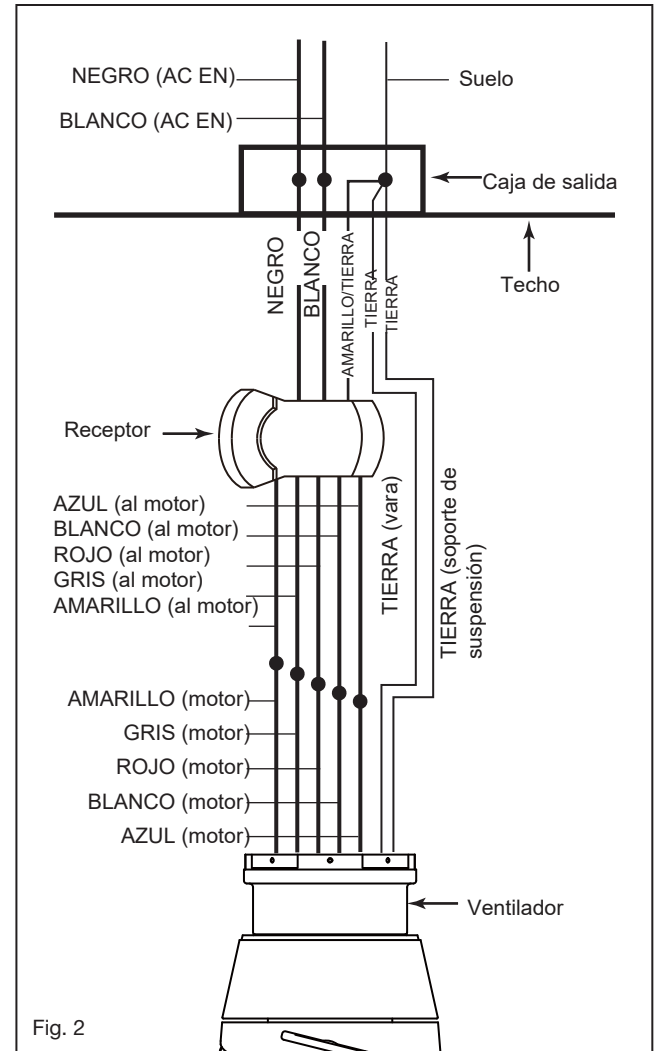 NEGRO (AC EN)
Suelo
BLANCO (AC EN)
Caja de salida
Techo
NEGRO
BLANCO
AMARILLO/TIERRA
TIERRA
TIERRA
Receptor
AZUL (al motor)
BLANCO (al motor)
ROJO (al motor)
GRIS (al motor)
AMARILLO (al motor)
TIERRA (vara)
TIERRA (soporte de
suspensión)
AMARILLO (motor)
GRIS (motor)
ROJO (motor)
BLANCO (motor)
AZUL (motor)
Ventilador
Fig. 2